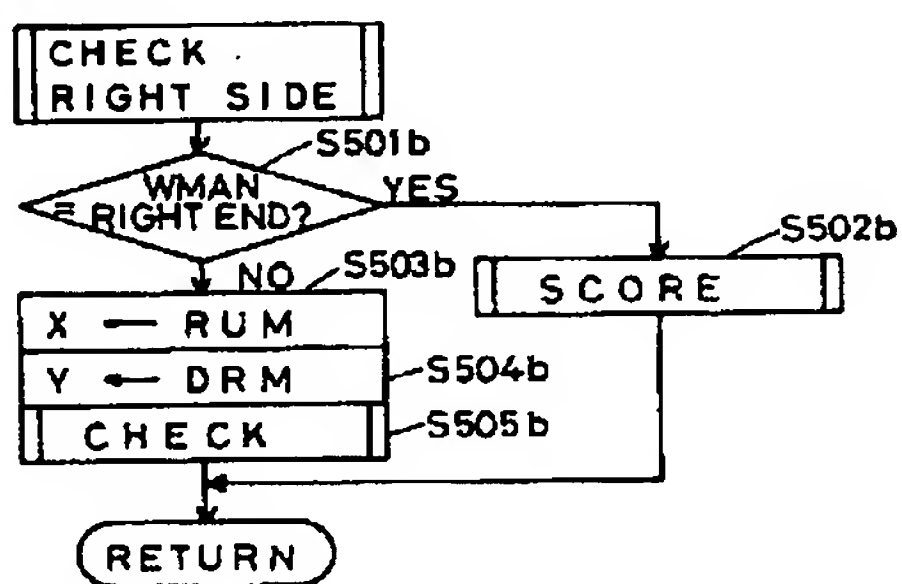 CHECK
RIGHT SIDE
S501b
WMAN
= RIGHT END?
YES
S502b
SCORE
NO
S503b
X ← RUM
Y ← DRM
S504b
CHECK
S505b
RETURN